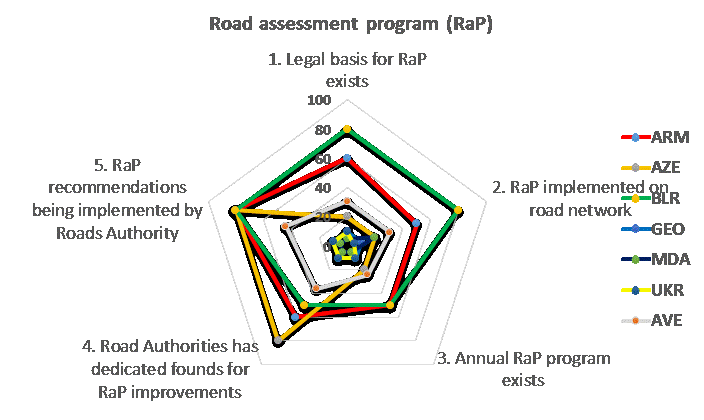 Road assessment program (RaP)
1. Legal basis for RaP
exists
100
80
60
40
20
0
2. RaP implemented on
road network
3. Annual RaP program
exists
4. Road Authorities has
dedicated founds for
RaP improvements
5. RaP
recommendations
being implemented by
Roads Authority
ARM
AZE
BLR
GEO
MDA
UKR
AVE